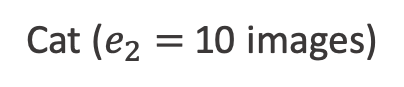 Cat (𝑒₂ = 10 images)